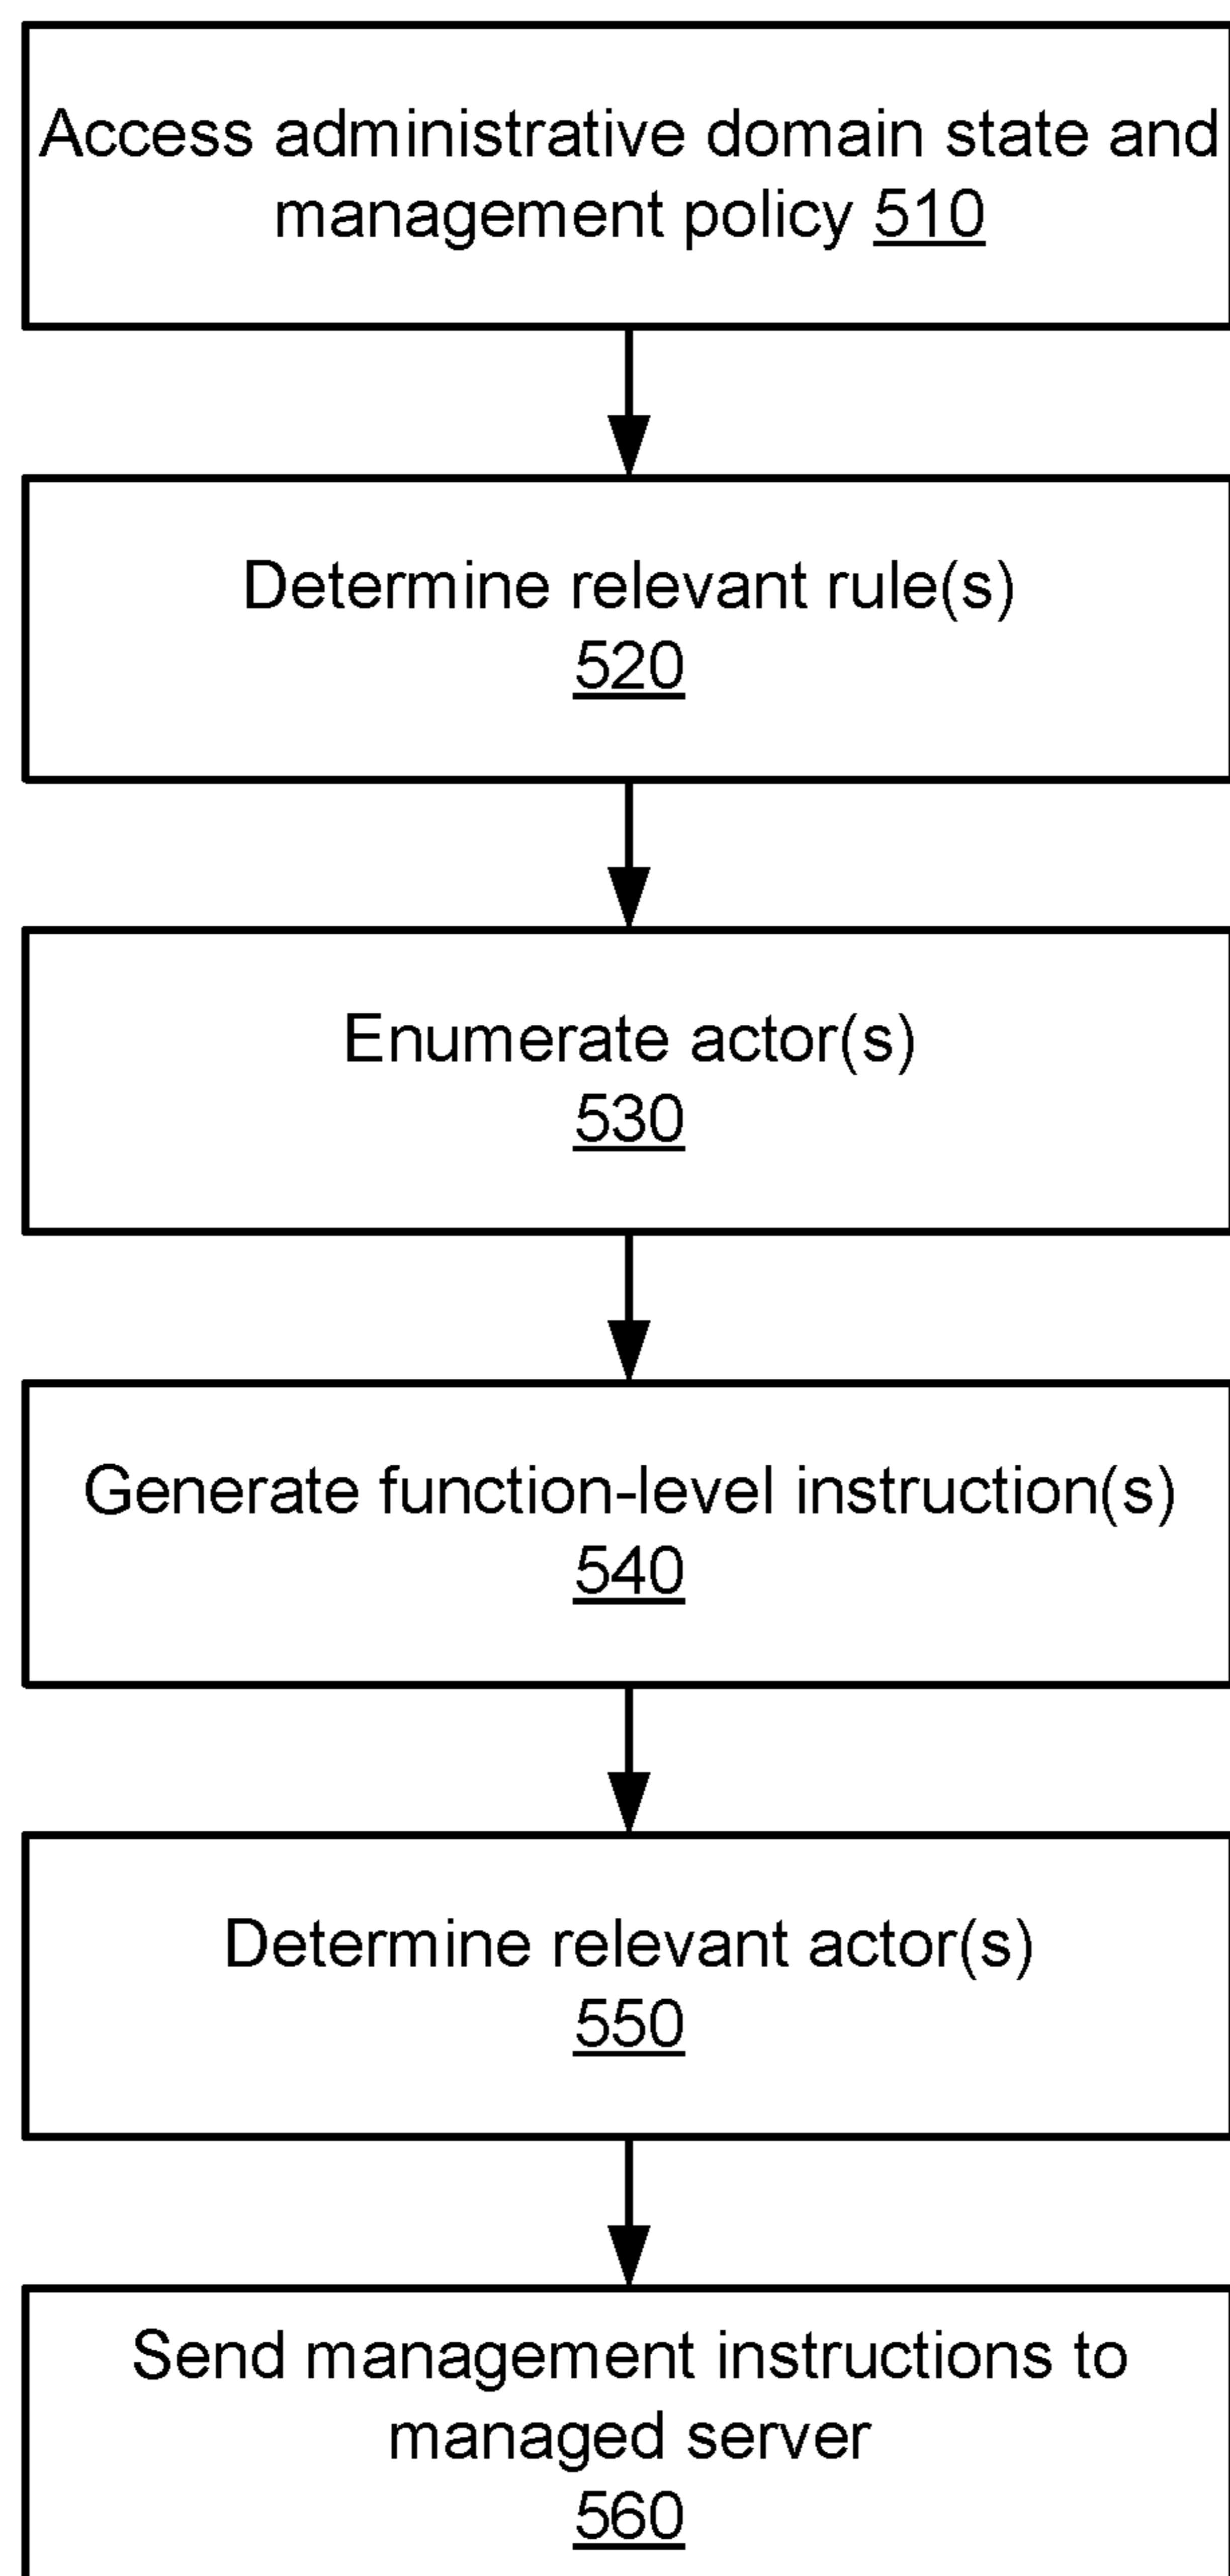 Access administrative domain state and
management policy 510
Determine relevant rule(s)
520
Enumerate actor(s)
530
Generate function-level instruction(s)
540
Determine relevant actor(s)
550
Send management instructions to
managed server
560